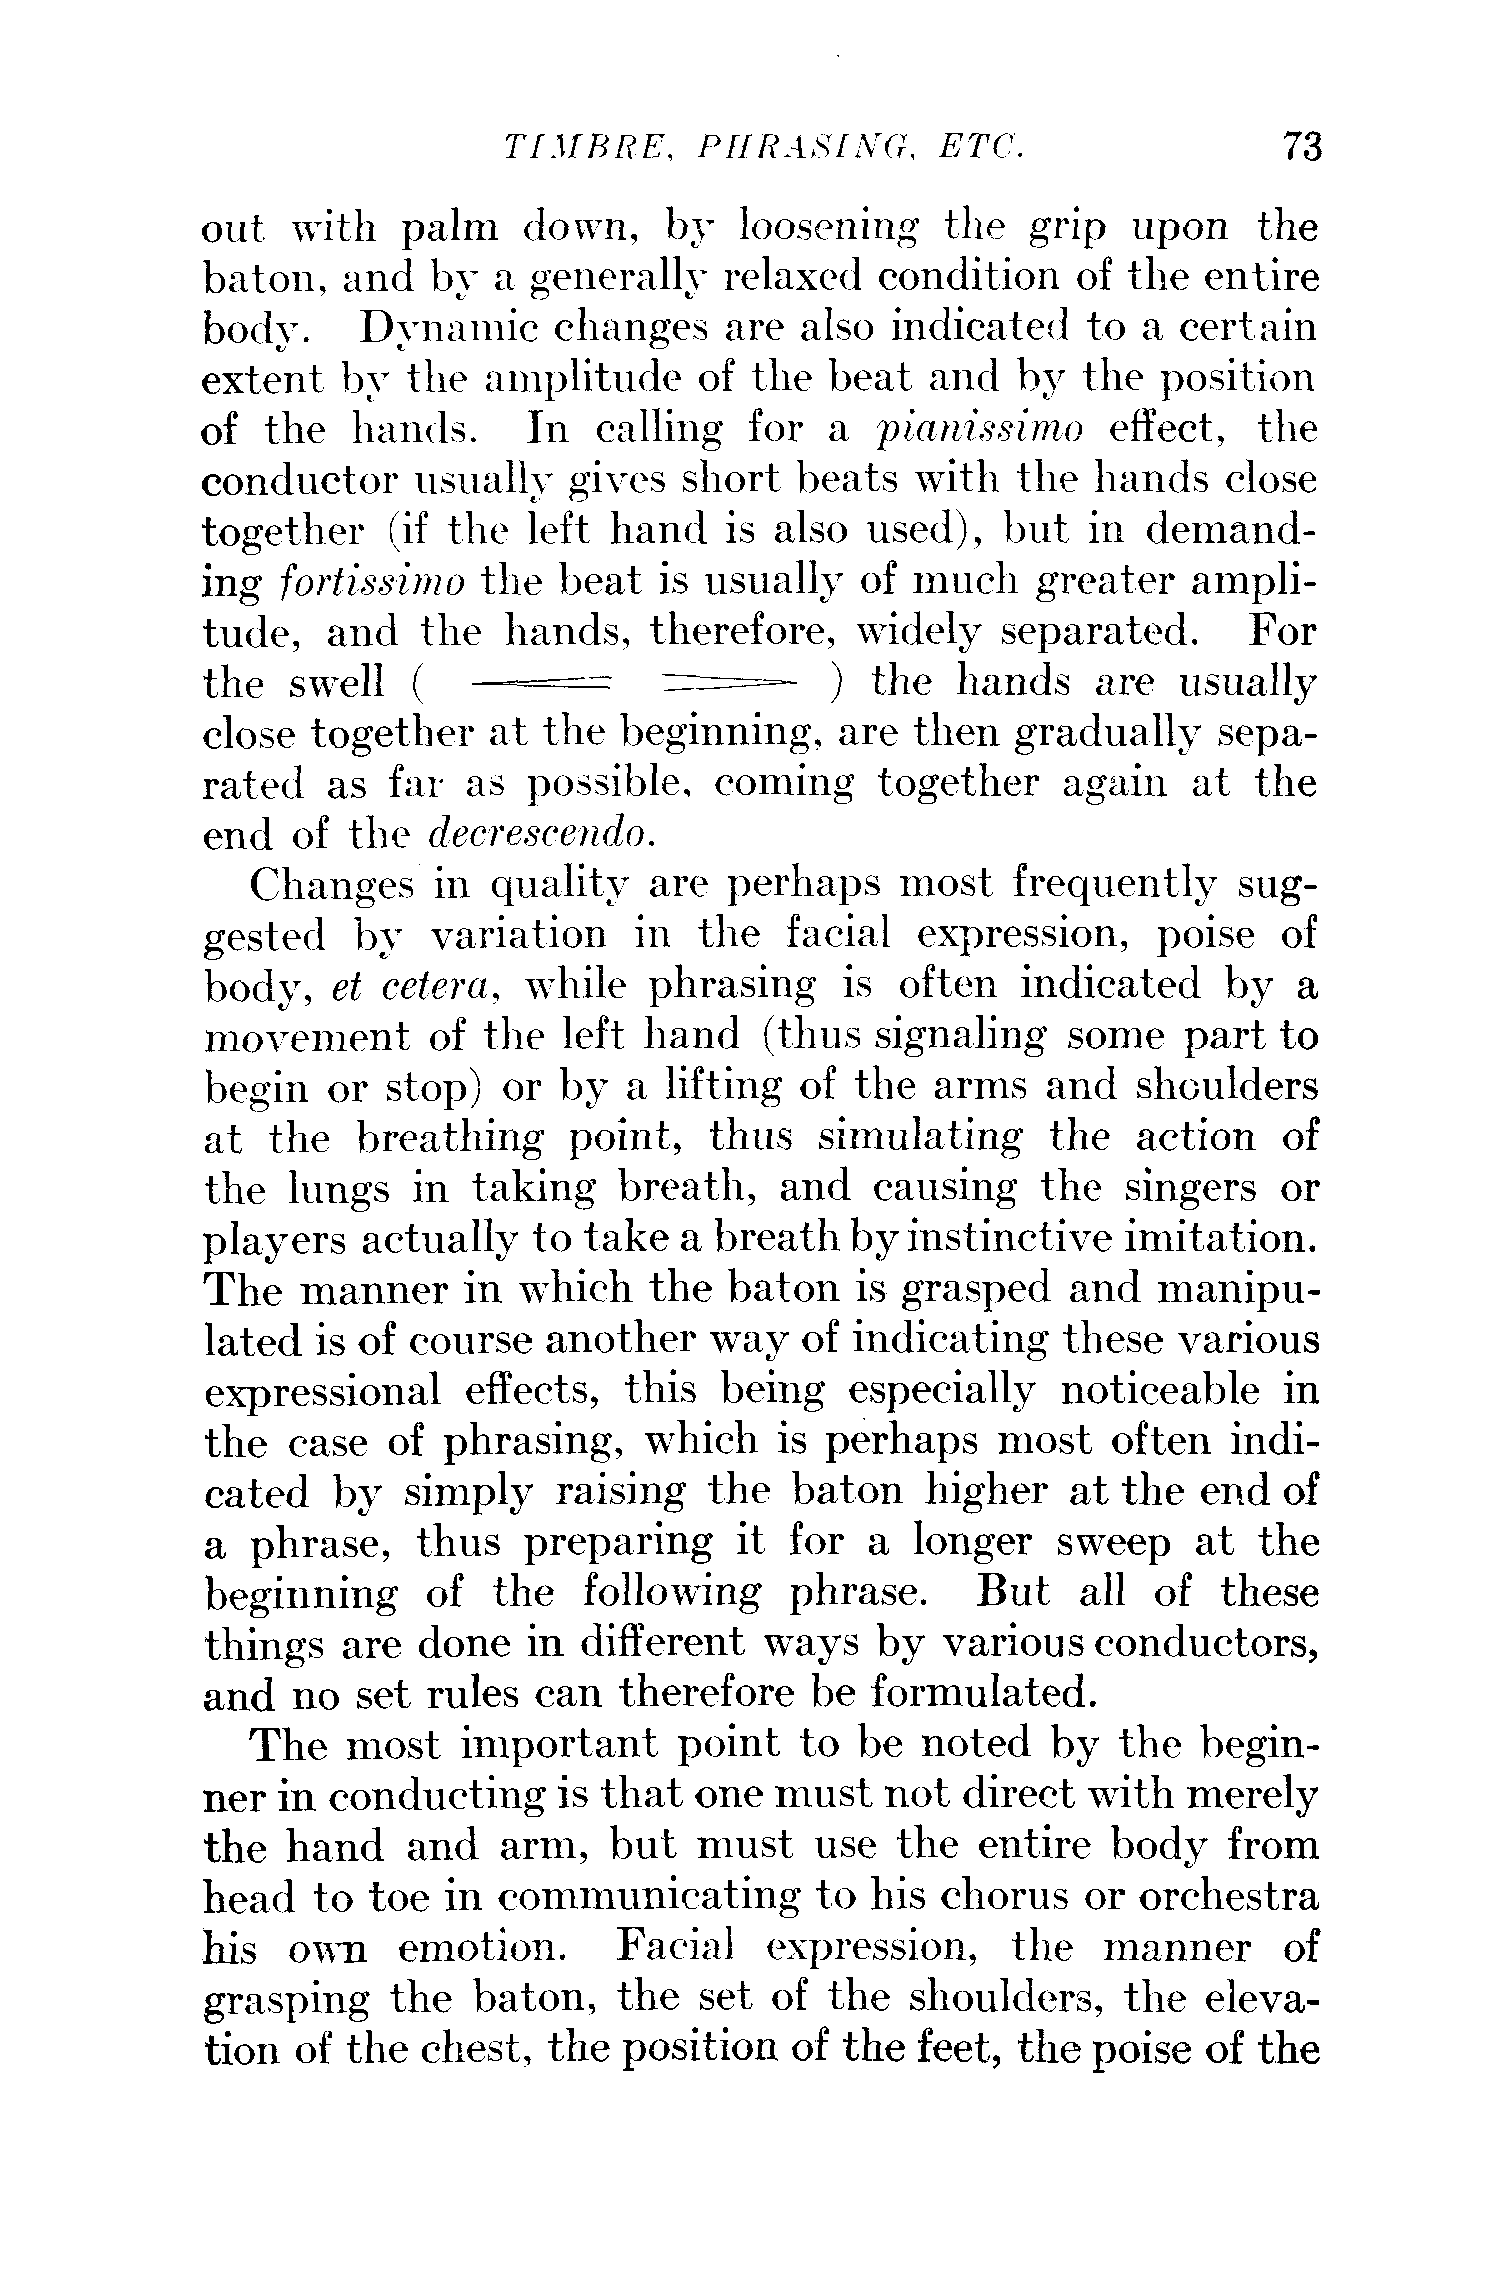 TIMBRE, PHRASING, ETC. 73
out with palm down, by loosening the grip upon the
baton, and by a generally relaxed condition of the entire
body. Dynamic changes are also indicated to a certain
extent by the amplitude of the beat and by the position
of the hands. In calling for a pianissimo effect, the
conductor usually gives short beats with the hands close
together (if the left hand is also used), but in demand-
ing fortissimo the beat is usually of much greater ampli-
tude, and the hands, therefore, widely separated. For
the swell ( ) the hands are usually
close together at the beginning, are then gradually sepa-
rated as far as possible, coming together again at the
end of the decrescendo.
Changes in quality are perhaps most frequently sug-
gested by variation in the facial expression, poise of
body, et cetera, while phrasing is often indicated by a
movement of the left hand (thus signaling some part to
begin or stop) or by a lifting of the arms and shoulders
at the breathing point, thus simulating the action of
the lungs in taking breath, and causing the singers or
players actually to take a breath by instinctive imitation.
The manner in which the baton is grasped and manipu-
lated is of course another way of indicating these various
expressional effects, this being especially noticeable in
the case of phrasing, which is perhaps most often indi-
cated by simply raising the baton higher at the end of
a phrase, thus preparing it for a longer sweep at the
beginning of the following phrase. But all of these
things are done in different ways by various conductors,
and no set rules can therefore be formulated.
The most important point to be noted by the begin-
ner in conducting is that one must not direct with merely
the hand and arm, but must use the entire body from
head to toe in communicating to his chorus or orchestra
his own emotion. Facial expression, the manner of
grasping the baton, the set of the shoulders, the eleva-
tion of the chest, the position of the feet, the poise of the